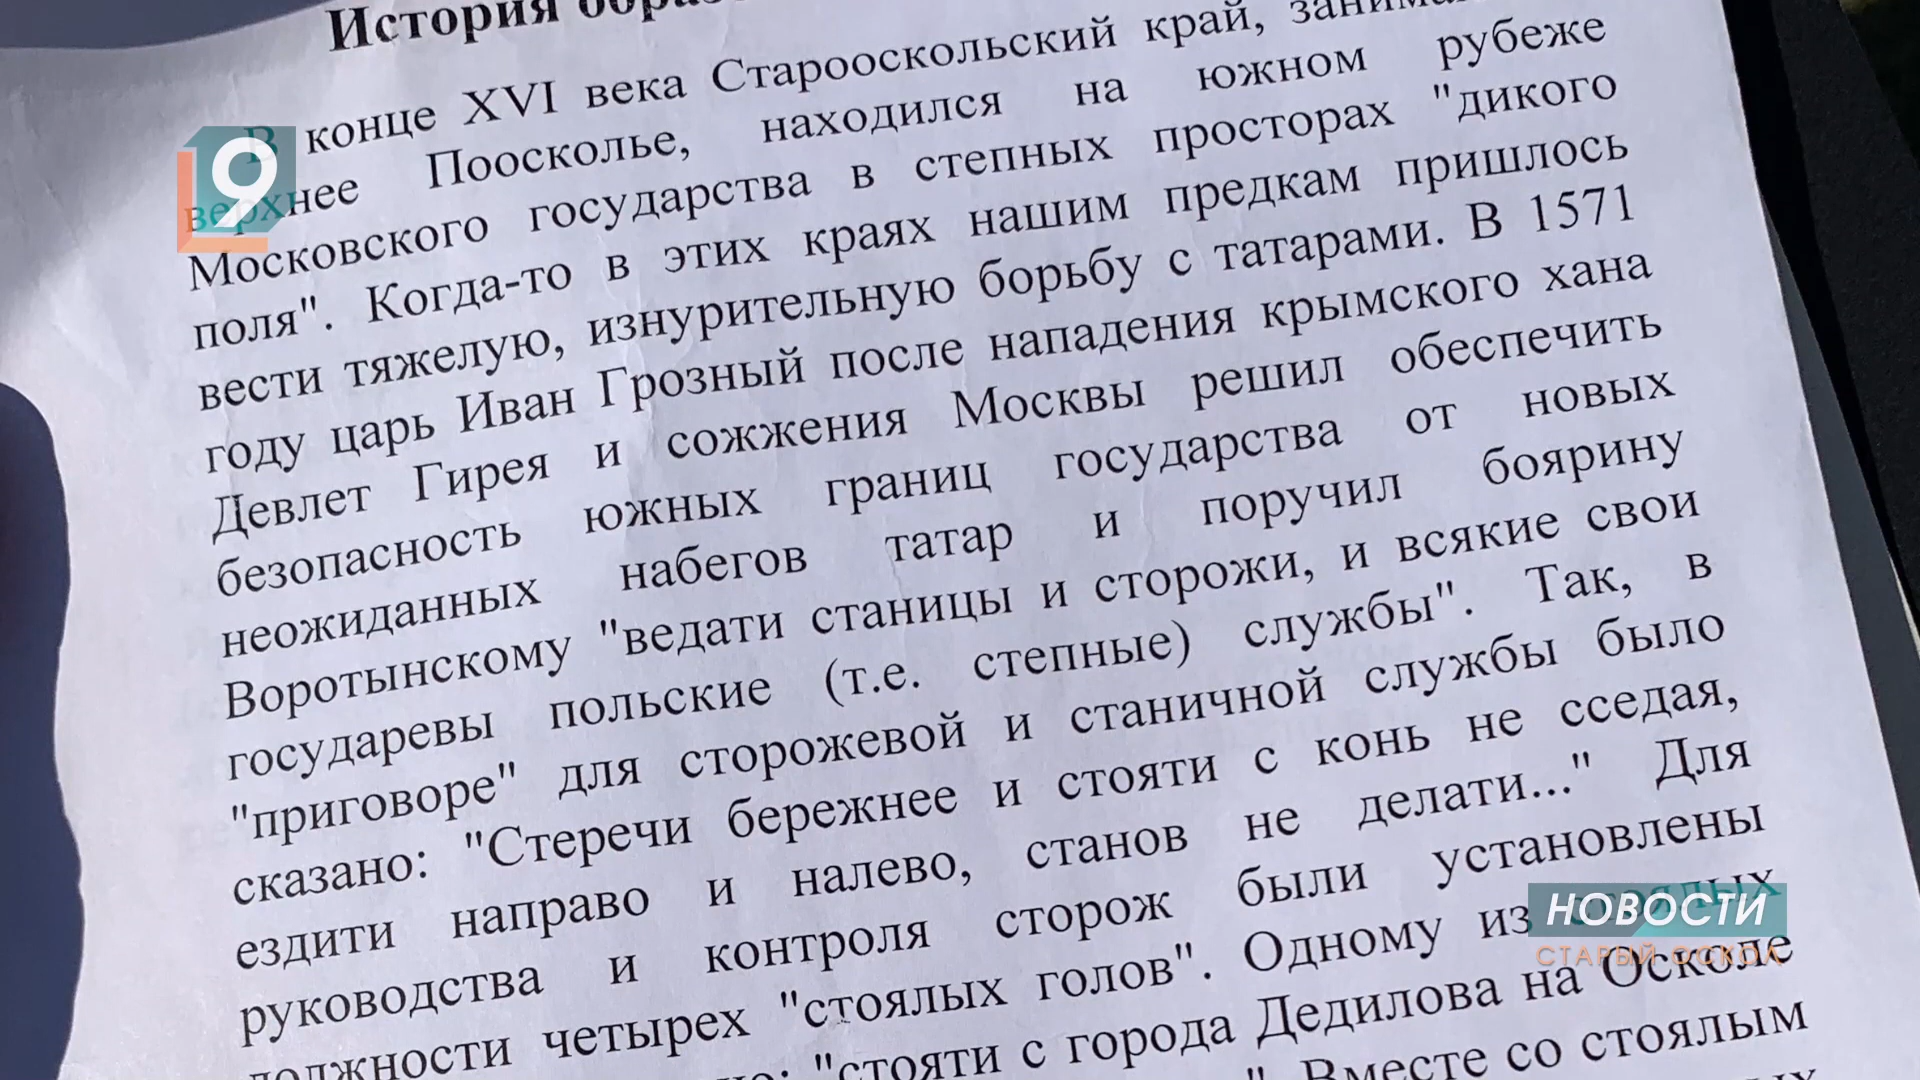 История
В конце XVI века Старооскольский край,
верхнее Поосколье, находился на южном рубеже
Московского государства в степных просторах "дикого
поля". Когда-то в этих краях нашим предкам пришлось
вести тяжелую, изнурительную борьбу с татарами. В 1571
году царь Иван Грозный после нападения крымского хана
Девлет Гирея и сожжения Москвы решил обеспечить
безопасность южных границ государства от новых
неожиданных набегов татар и поручил боярину
Воротынскому "ведати станицы и сторожи, и всякие свои
государевы польские (т.е. степные) службы". Так, в
"приговоре" для сторожевой и станичной службы было
сказано: "Стеречи бережнее и стояти с конь не сседая,
ездити направо и налево, станов не делати..." Для
руководства и контроля сторож были установлены
должности четырех "стоялых голов". Одному из стоялых
"стояти с города Дедилова на Осколе
". Вместе со стоялым
9
НОВОСТИ
СТАРЫЙ ОСКОЛ